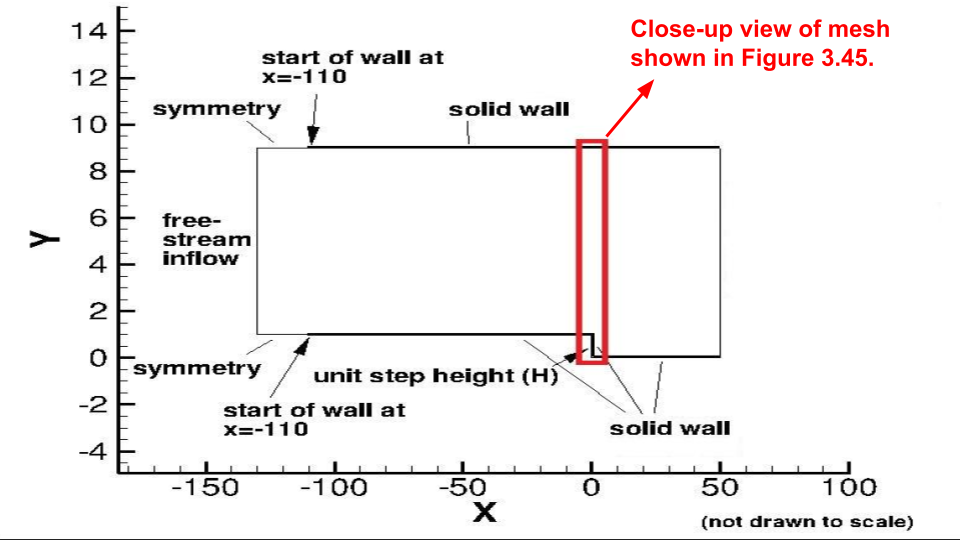 Close-up view of mesh
shown in Figure 3.45.
14
12
10
8
6
4
2
0
-2
-4
Y
start of wall at
x=-110
symmetry
solid wall
free-
stream
inflow
symmetry
unit step height (H)
start of wall at
x=-110
solid wall
-150
-100
-50
0
50
100
X
(not drawn to scale)